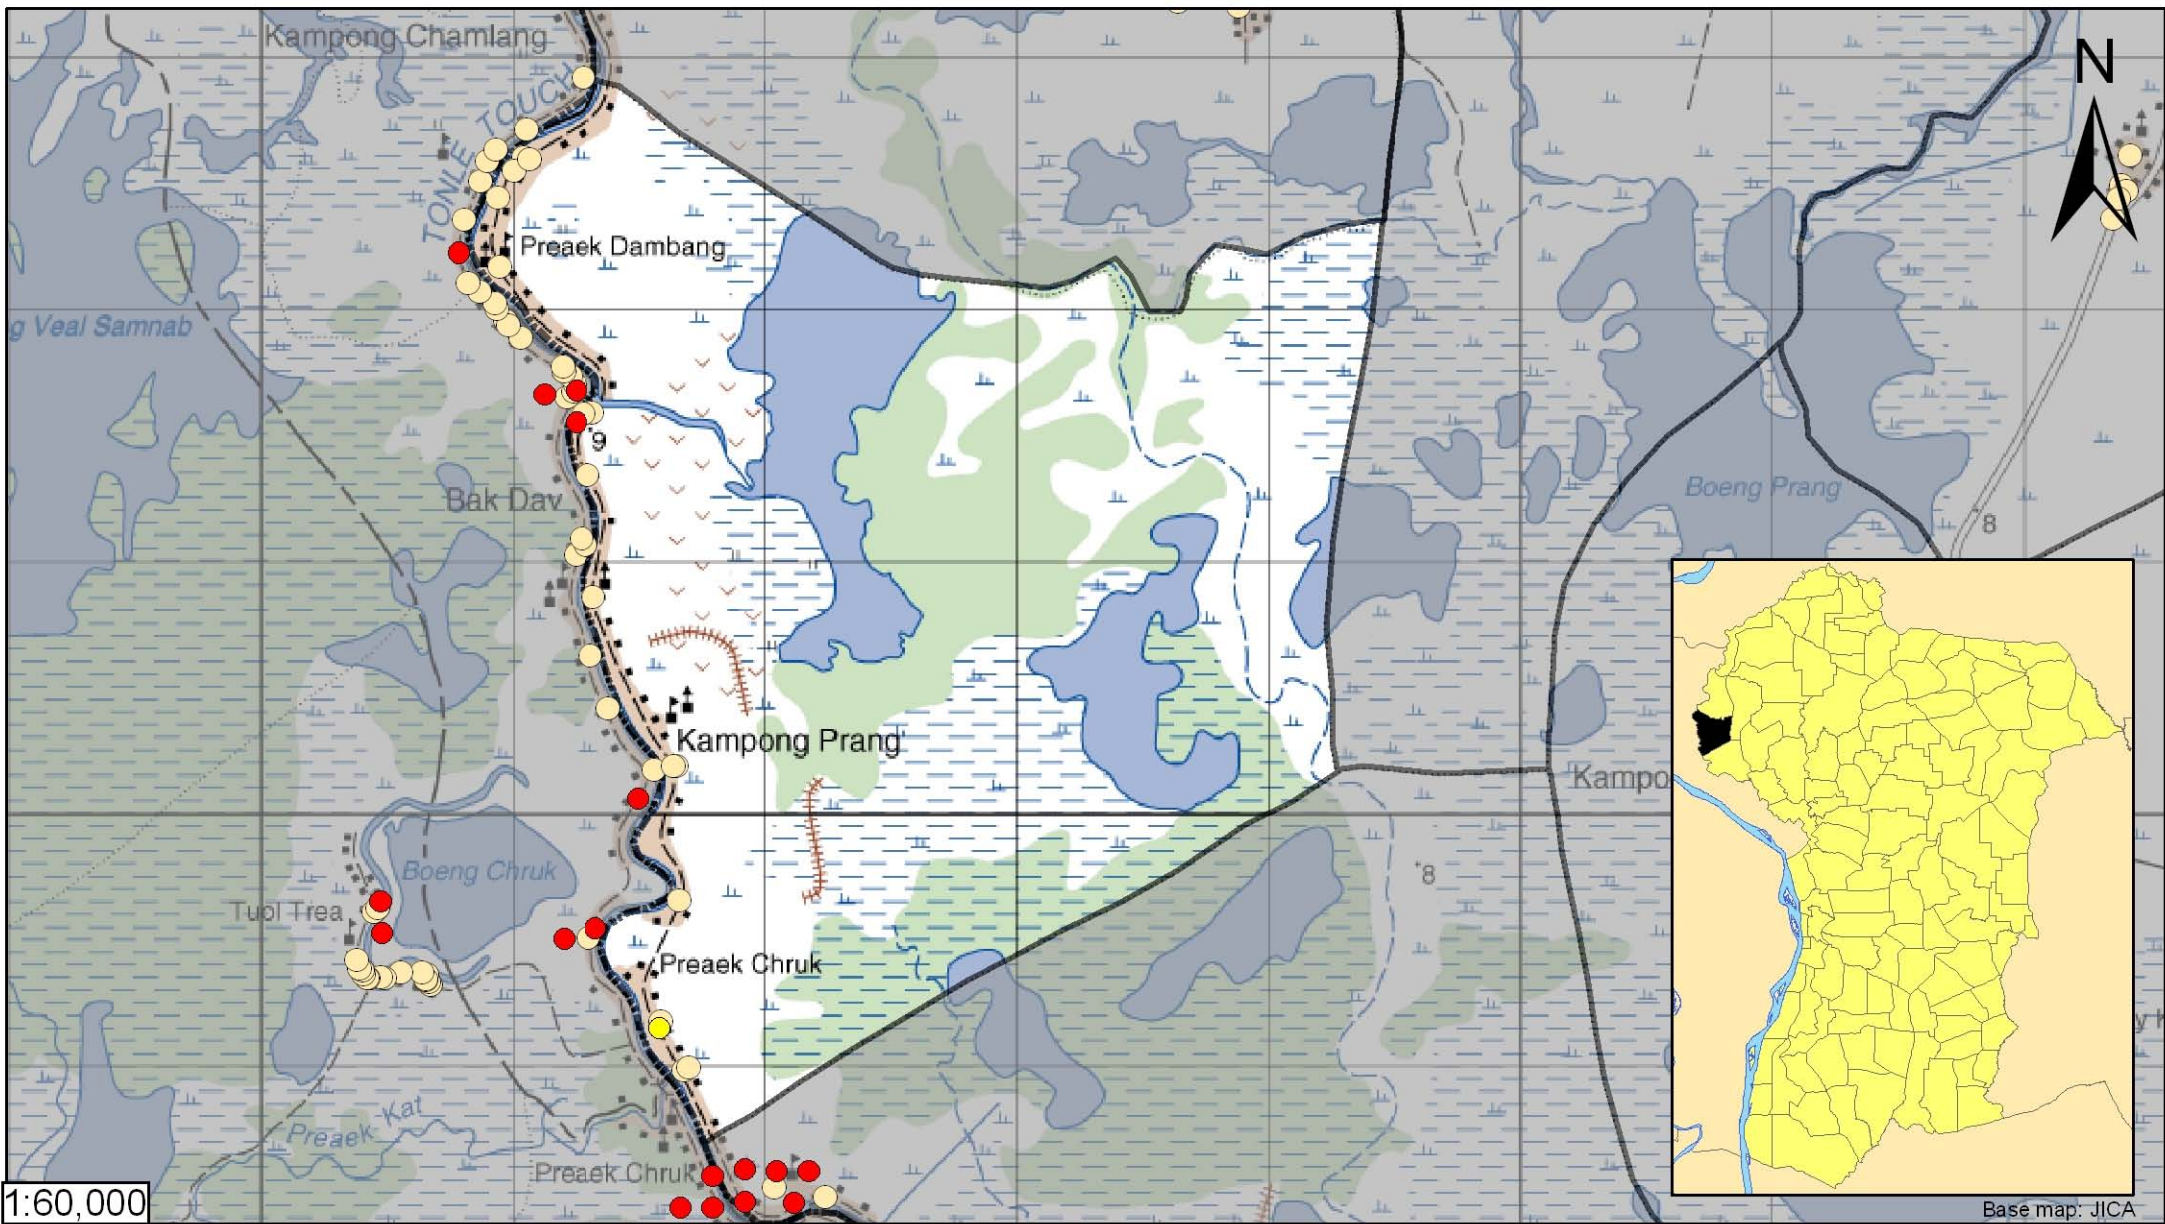 Kampong Chamlang
N
TONLE TOUCH
Preaek Dambang
g Veal Samnab
9
Bak Dav
Boeng Prang
8
Kampong Prang
Kampo
Boeng Chruk
8
Tuol Trea
Preaek Chruk
Preaek Kat
Preaek Chruk
1:60,000
Base map: JICA